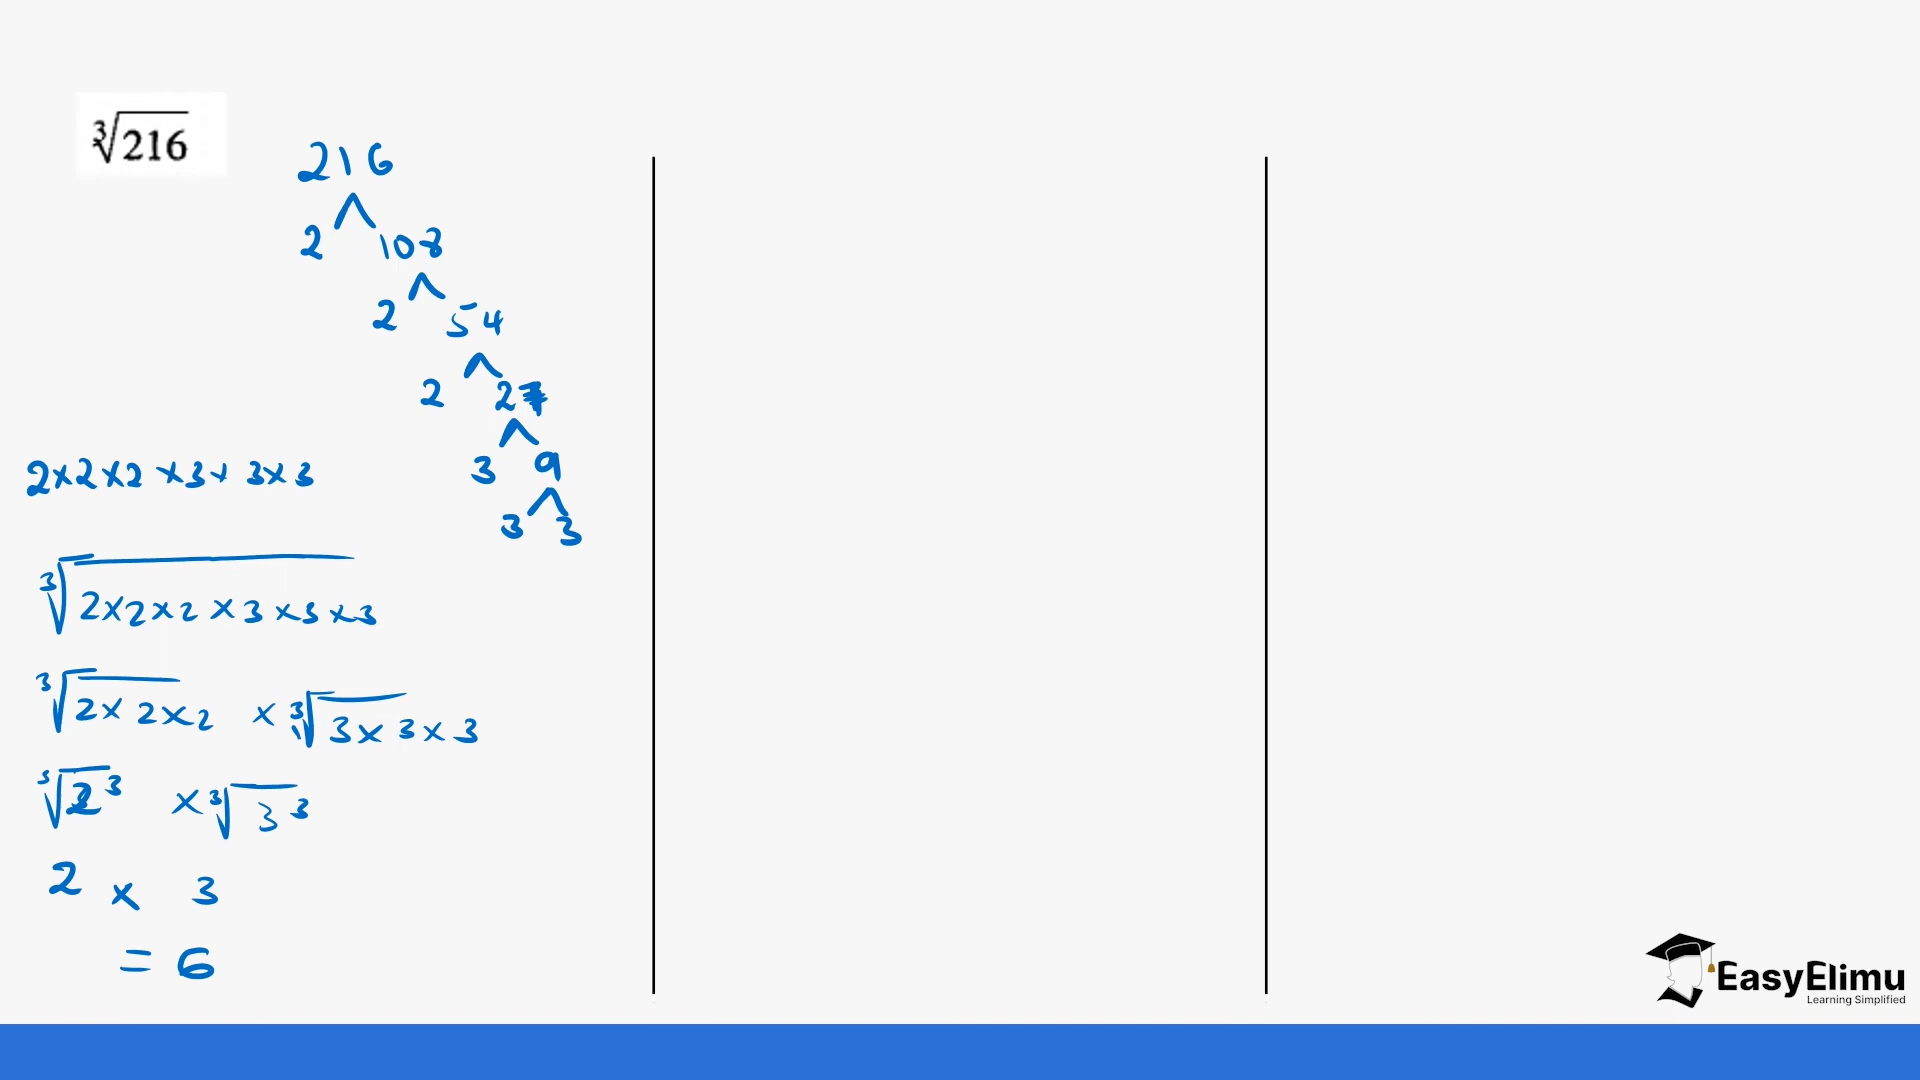 ∛216
216
2 108
2 54
2 27
3 9
3 3
2×2×2 ×3× 3×3
∛2×2×2×3×3×3
∛2×2×2 × ∛3×3×3
∛2³ × ∛3³
2 × 3
= 6
EasyElimu
Learning Simplified